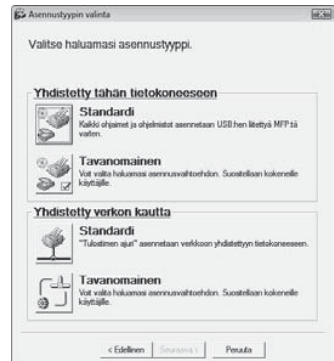 Asennustyypin valinta
Valitse haluamasi asennustyyppi.
Yhdistetty tähän tietokoneeseen
Standardi
Kaikki ohjaimet ja ohjelmistot asennetaan USB:hen liitettyä MFP:tä
varten.
Tavanomainen
Voit valita haluamasi asennusvaihtoehdon. Suositellaan kokeneille
käyttäjille.
Yhdistetty verkon kautta
Standardi
"Tulostimen ajuri" asennetaan verkkoon yhdistettyyn tietokoneeseen.
Tavanomainen
Voit valita haluamasi asennusvaihtoehdon. Suositellaan kokeneille
käyttäjille.
< Edellinen Seuraava > Peruuta